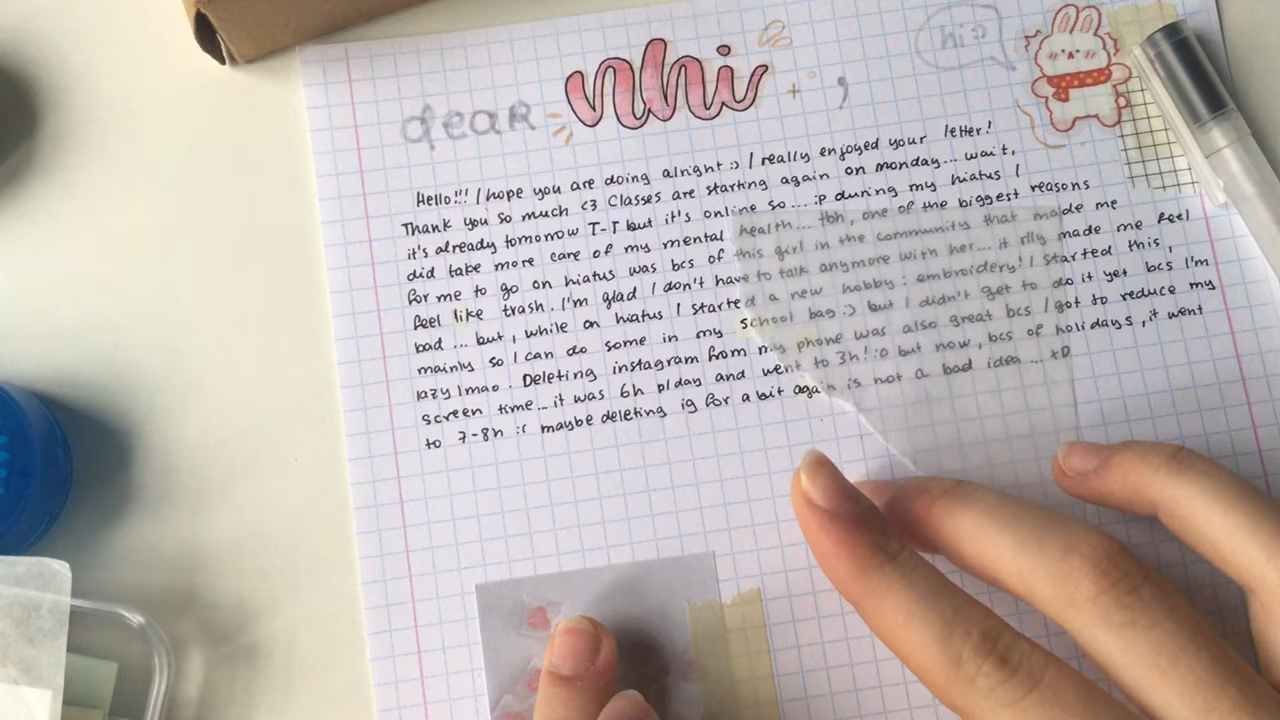 dear Nhi ,
hi :)
Hello!!! I hope you are doing alright :) I really enjoyed your letter!
Thank you so much <3 Classes are starting again on monday... wait,
it's already tomorrow T-T but it's online so... :p during my hiatus I
did take more care of my mental health... tbh, one of the biggest reasons
for me to go on hiatus was bcs of this girl in the community that made me
feel like trash. I'm glad I don't have to talk anymore with her... it rlly made me feel
bad ... but, while on hiatus I started a new hobby: embroidery! I started this,
mainly so I can do some in my school bag :) but I didn't get to do it yet bcs I'm
lazy lmao. Deleting instagram from my phone was also great bcs I got to reduce my
screen time... it was 6h p/day and went to 3h! :o but now, bcs of holidays, it went
to 7-8h :( maybe deleting ig for a bit again is not a bad idea ... xD